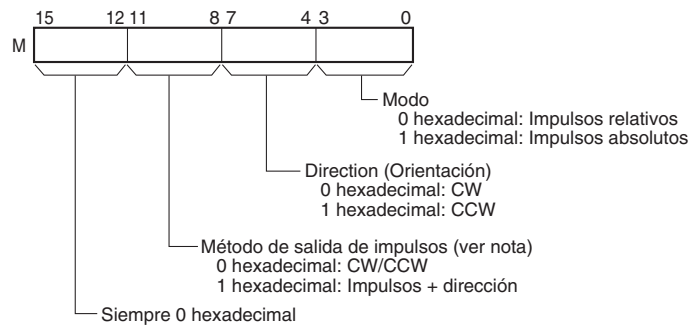 15 12 11 8 7 4 3 0
M
Modo
0 hexadecimal: Impulsos relativos
1 hexadecimal: Impulsos absolutos
Direction (Orientación)
0 hexadecimal: CW
1 hexadecimal: CCW
Método de salida de impulsos (ver nota)
0 hexadecimal: CW/CCW
1 hexadecimal: Impulsos + dirección
Siempre 0 hexadecimal